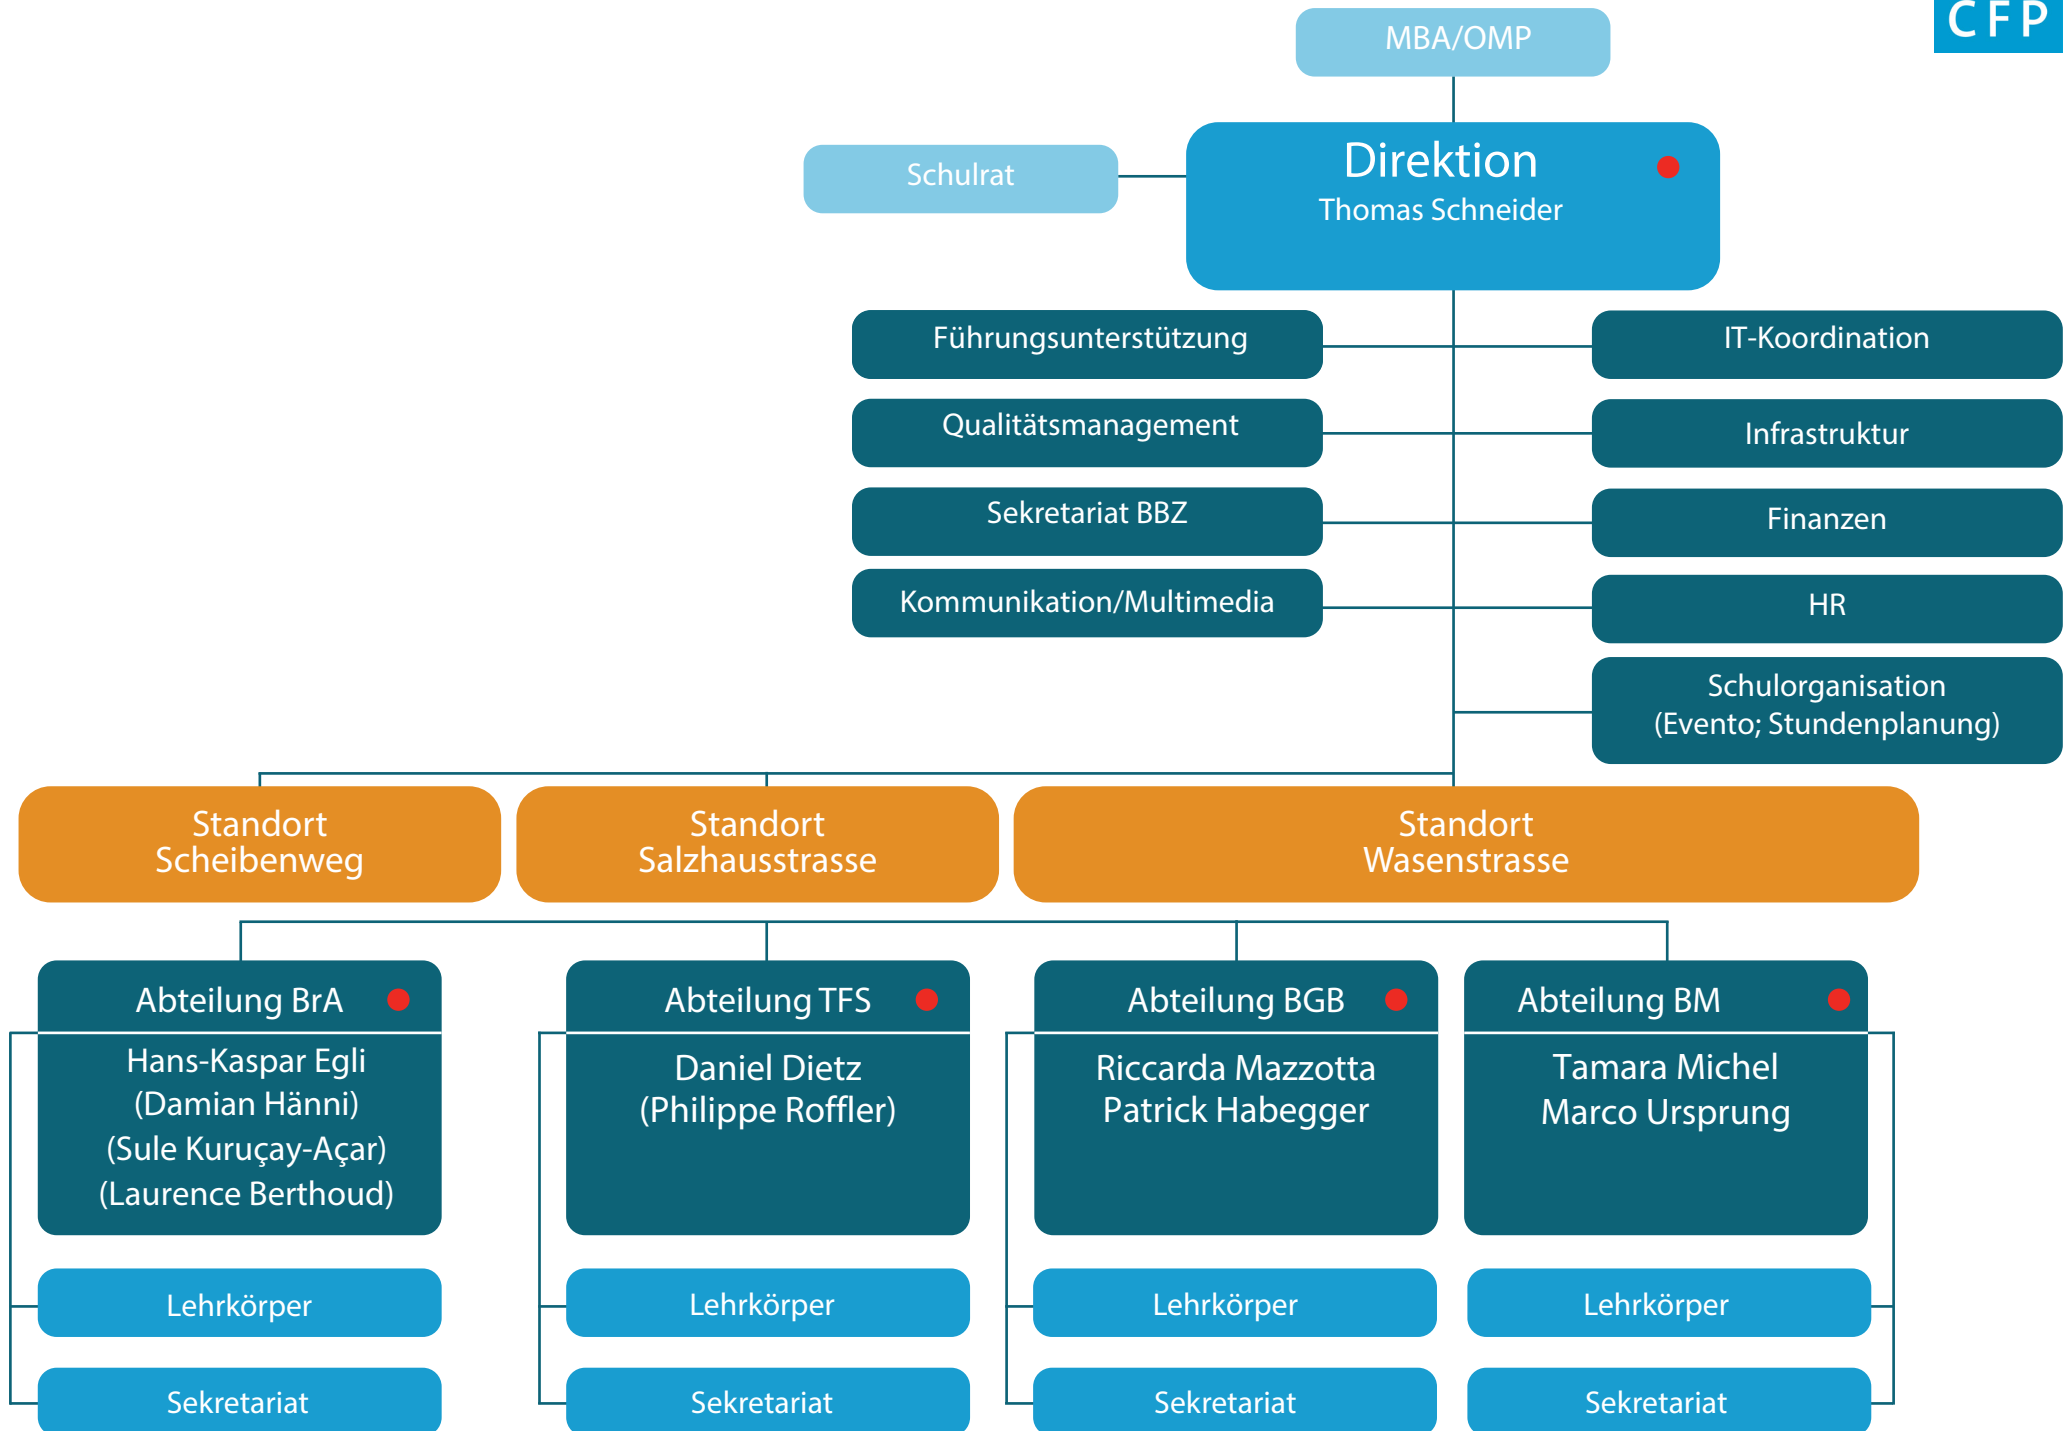 CFP
MBA/OMP
Schulrat
Direktion
Thomas Schneider
Führungsunterstützung
IT-Koordination
Qualitätsmanagement
Infrastruktur
Sekretariat BBZ
Finanzen
Kommunikation/Multimedia
HR
Schulorganisation
(Evento; Stundenplanung)
Standort
Scheibenweg
Standort
Salzhausstrasse
Standort
Wasenstrasse
Abteilung BrA
Hans-Kaspar Egli
(Damian Hänni)
(Sule Kuruçay-Açar)
(Laurence Berthoud)
Lehrkörper
Sekretariat
Abteilung TFS
Daniel Dietz
(Philippe Roffler)
Lehrkörper
Sekretariat
Abteilung BGB
Riccarda Mazzotta
Patrick Habegger
Lehrkörper
Sekretariat
Abteilung BM
Tamara Michel
Marco Ursprung
Lehrkörper
Sekretariat